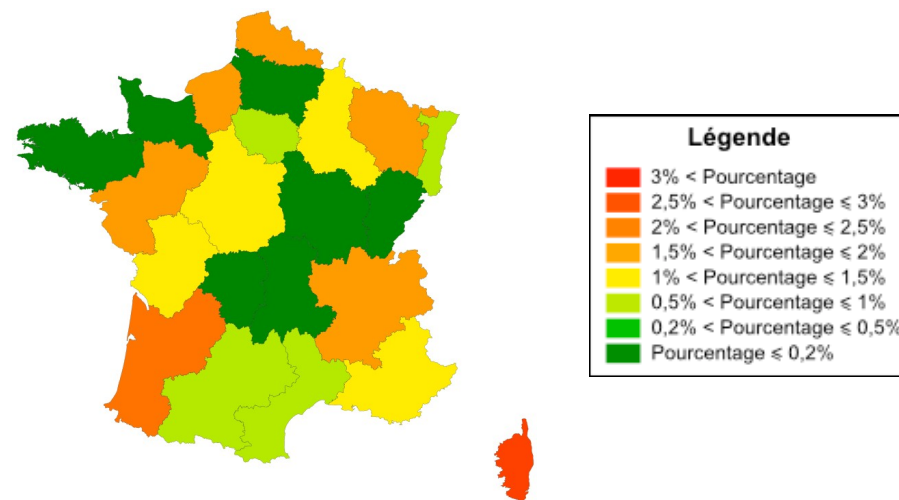 Légende
3% < Pourcentage
2,5% < Pourcentage ⩽ 3%
2% < Pourcentage ⩽ 2,5%
1,5% < Pourcentage ⩽ 2%
1% < Pourcentage ⩽ 1,5%
0,5% < Pourcentage ⩽ 1%
0,2% < Pourcentage ⩽ 0,5%
Pourcentage ⩽ 0,2%